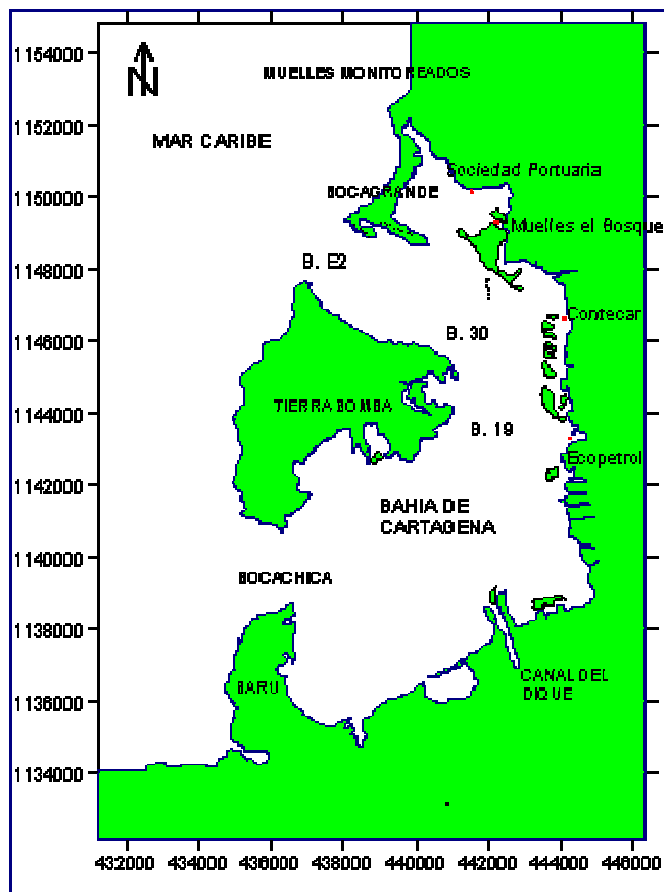 N
MUELLES MONITOREADOS
MAR CARIBE
Sociedad Portuaria
BOCAGRANDE
Muelles el Bosque
B. E2
Contecar
B. 30
TIERRA BOMBA
B. 19
Ecopetrol
BAHIA DE
CARTAGENA
BOCACHICA
BARU
CANAL DEL
DIQUE
1154000
1152000
1150000
1148000
1146000
1144000
1142000
1140000
1138000
1136000
1134000
432000 434000 436000 438000 440000 442000 444000 446000